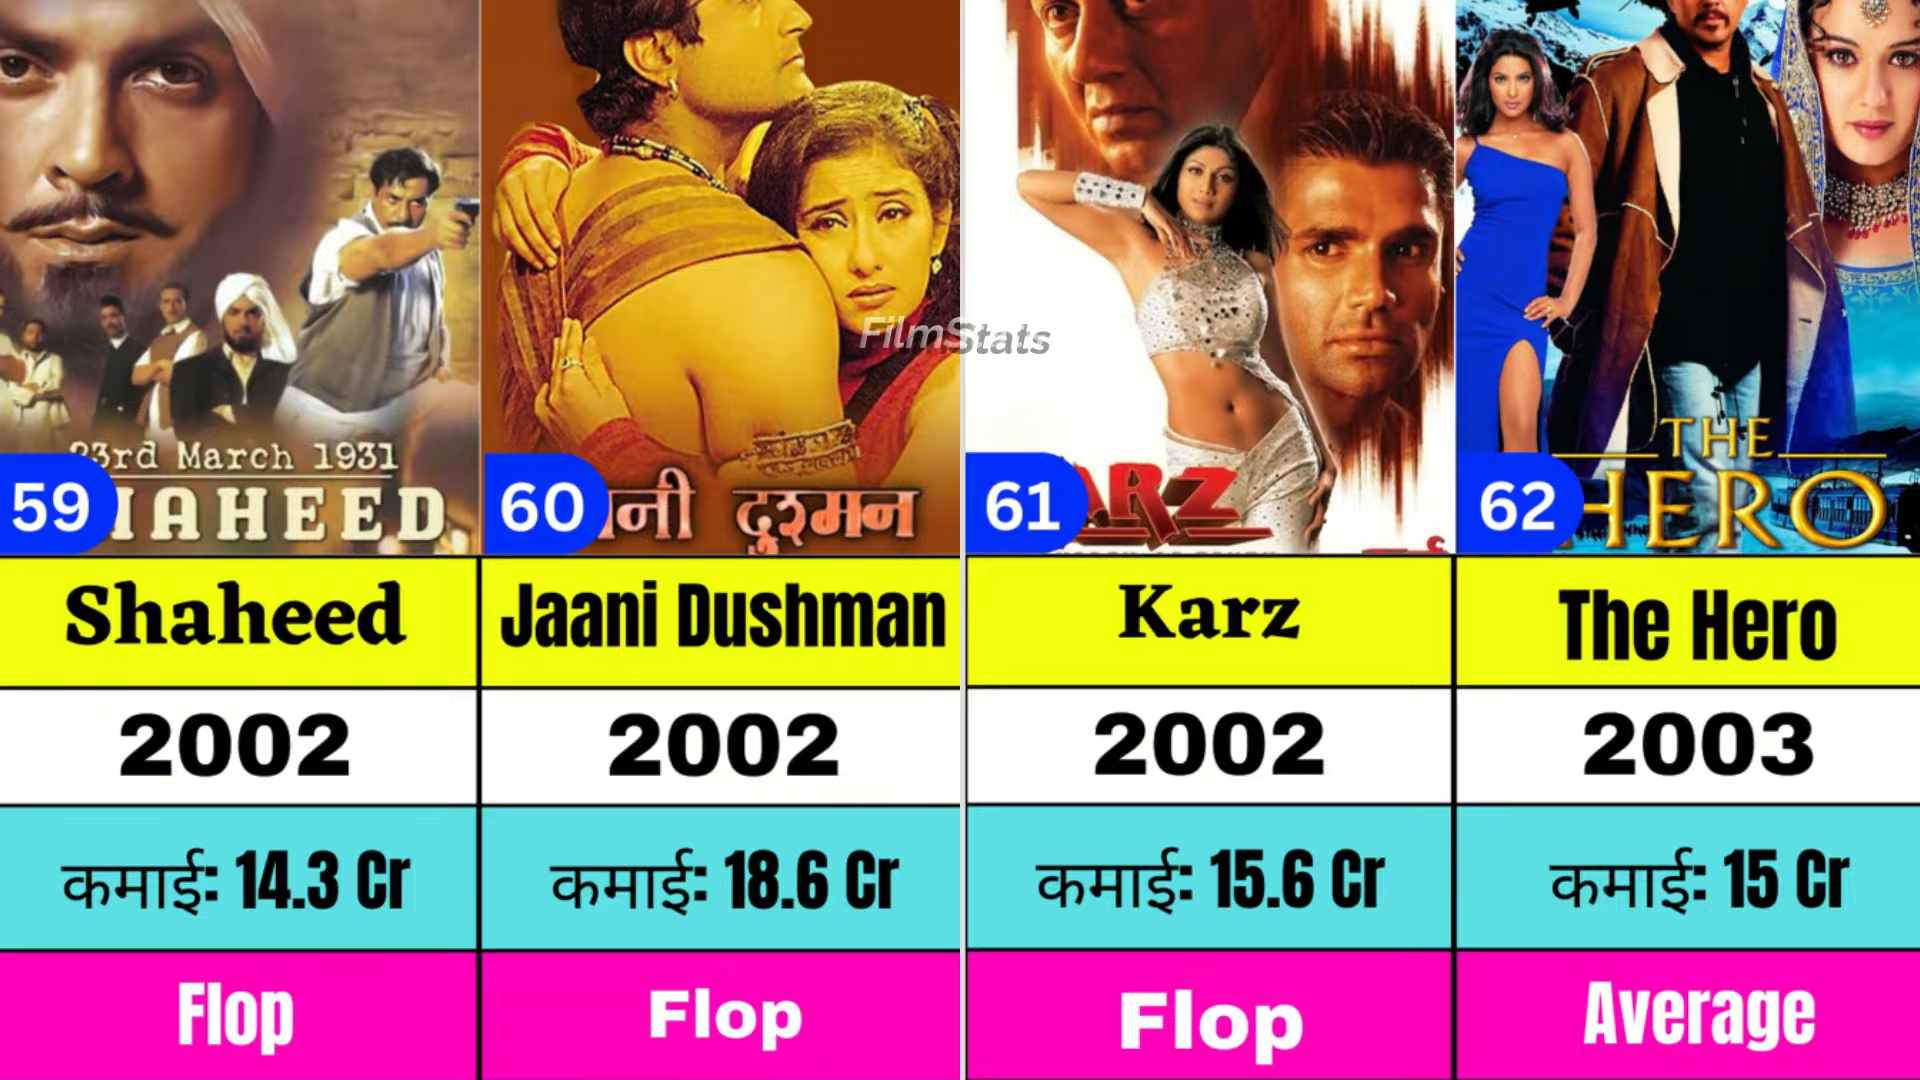 23rd March 1931
HAHEED
59
नी दुश्मन
60
ARZ
61
THE
HERO
62
FilmStats
Shaheed
Jaani Dushman
Karz
The Hero
2002
2002
2002
2003
कमाई: 14.3 Cr
कमाई: 18.6 Cr
कमाई: 15.6 Cr
कमाई: 15 Cr
Flop
Flop
Flop
Average